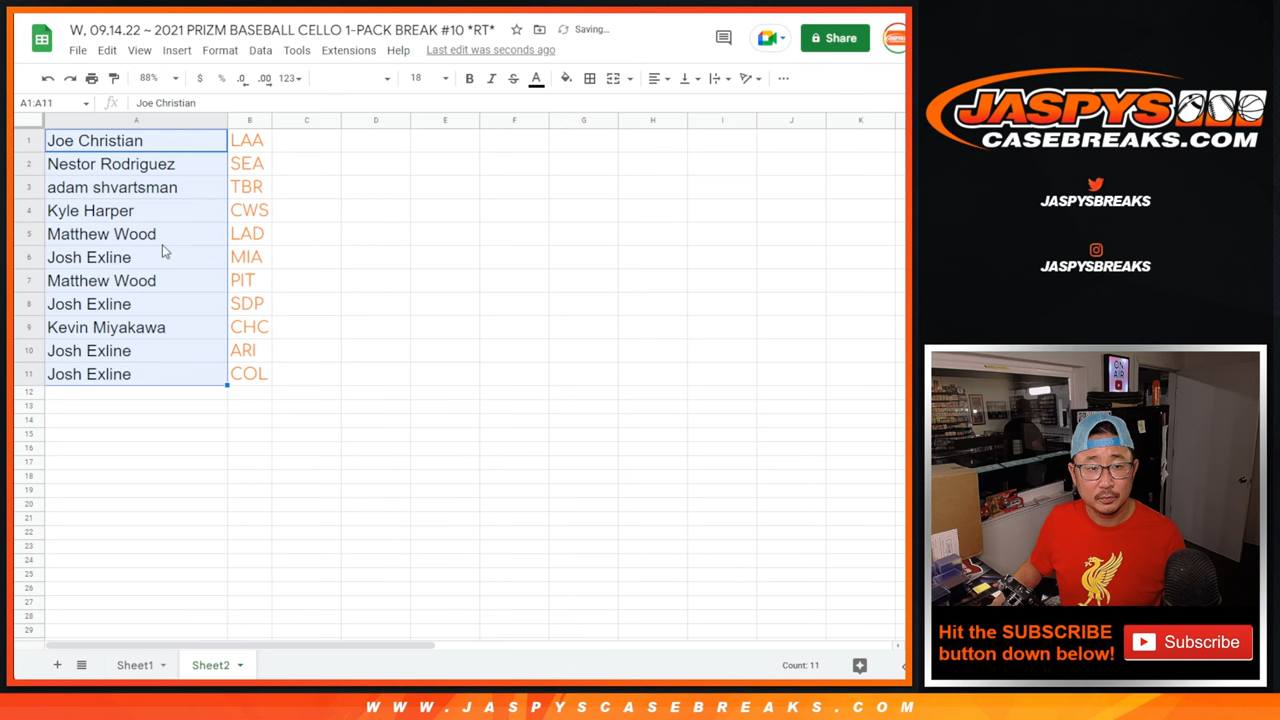 W, 09.14.22 ~ 2021 PRIZM BASEBALL CELLO 1-PACK BREAK #10 *RT*
Saving...
File Edit View Insert Format Data Tools Extensions Help Last edit was seconds ago
Share
88% $ % .0 .00 123 18 B I S A
A1:A11 fx Joe Christian
A B C D E F G H I J K
1 Joe Christian LAA
2 Nestor Rodriguez SEA
3 adam shvartsman TBR
4 Kyle Harper CWS
5 Matthew Wood LAD
6 Josh Exline MIA
7 Matthew Wood PIT
8 Josh Exline SDP
9 Kevin Miyakawa CHC
10 Josh Exline ARI
11 Josh Exline COL
12
13
14
15
16
17
18
19
20
21
22
23
24
25
26
27
28
29
+ Sheet1 Sheet2 Count: 11
JASPYS
CASEBREAKS.COM
JASPYSBREAKS
JASPYSBREAKS
ON
AIR
Hit the SUBSCRIBE
button down below!
Subscribe
WWW.JASPYSCASEBREAKS.COM